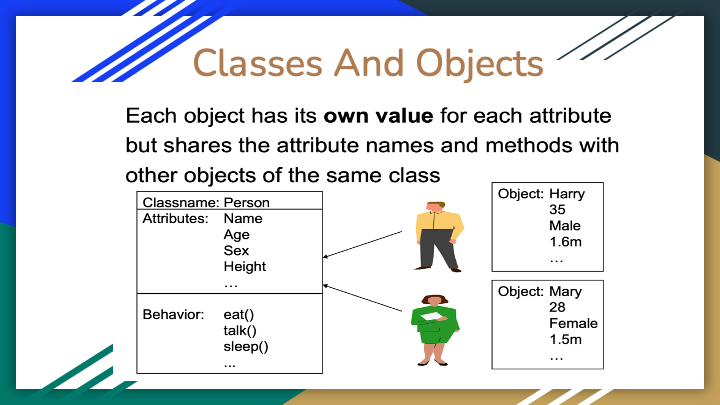 Classes And Objects
Each object has its own value for each attribute
but shares the attribute names and methods with
other objects of the same class
Classname: Person
Attributes: Name
Age
Sex
Height
...
Behavior: eat()
talk()
sleep()
...
Object: Harry
35
Male
1.6m
...
Object: Mary
28
Female
1.5m
...